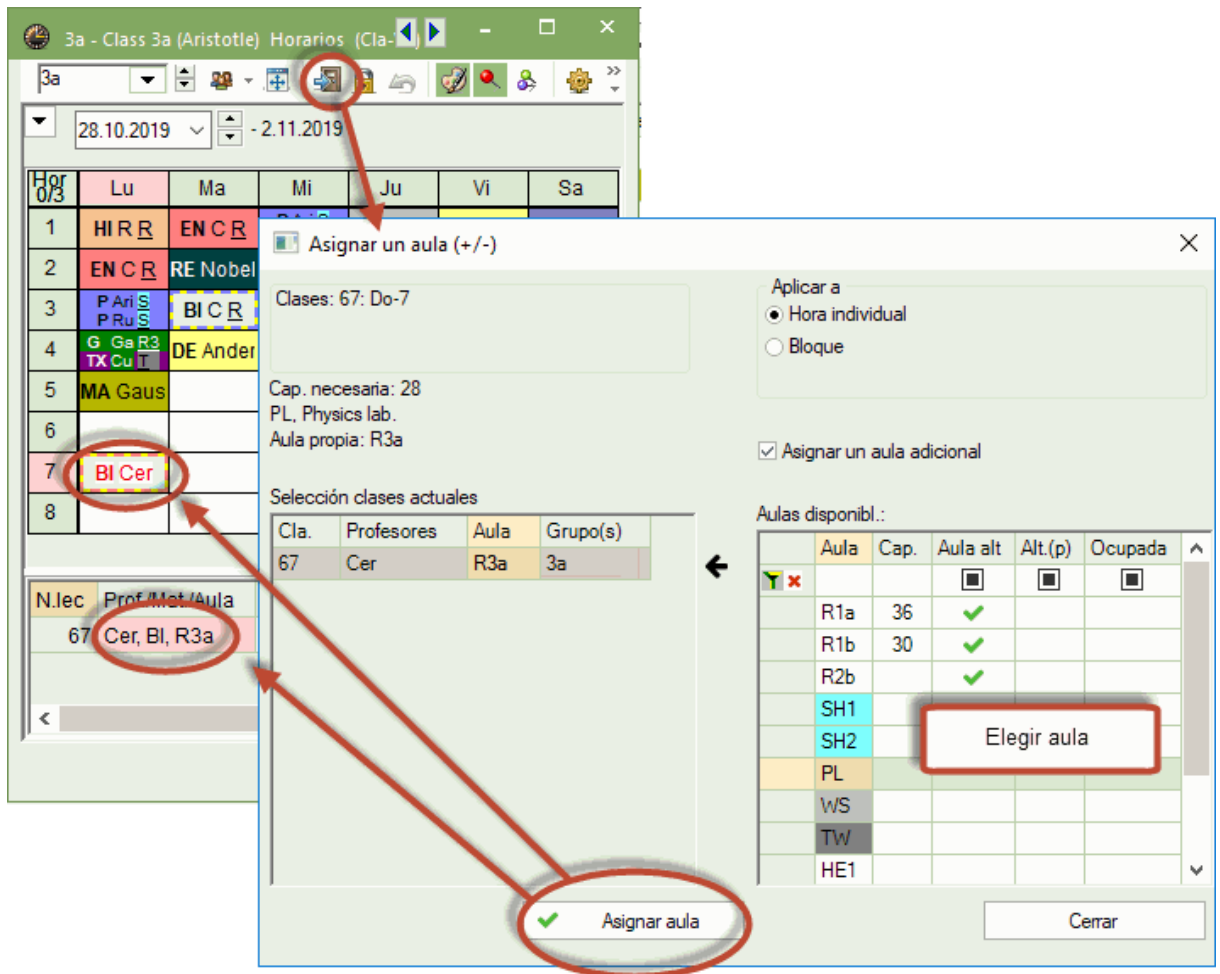 3a - Class 3a (Aristotle) Horarios (Cla-
3a
28.10.2019 - 2.11.2019
Hor 0/3 Lu Ma Mi Ju Vi Sa
1 HI R R EN C R
2 EN C R RE Nobel
3 P Ari S BI C R
P Ru S
4 G Ga R3 DE Ander
TX Cu T
5 MA Gaus
6
7 BI Cer
8
N.lec Prof./Mat./Aula
67 Cer, BI, R3a
Asignar un aula (+/-)
Clases: 67: Do-7
Cap. necesaria: 28
PL, Physics lab.
Aula propia: R3a
Aplicar a
Hora individual
Bloque
Asignar un aula adicional
Selección clases actuales
Cla. Profesores Aula Grupo(s)
67 Cer R3a 3a
Aulas disponibl.:
Aula Cap. Aula alt Alt.(p) Ocupada
R1a 36
R1b 30
R2b
SH1
SH2
PL
WS
TW
HE1
Elegir aula
Asignar aula
Cerrar